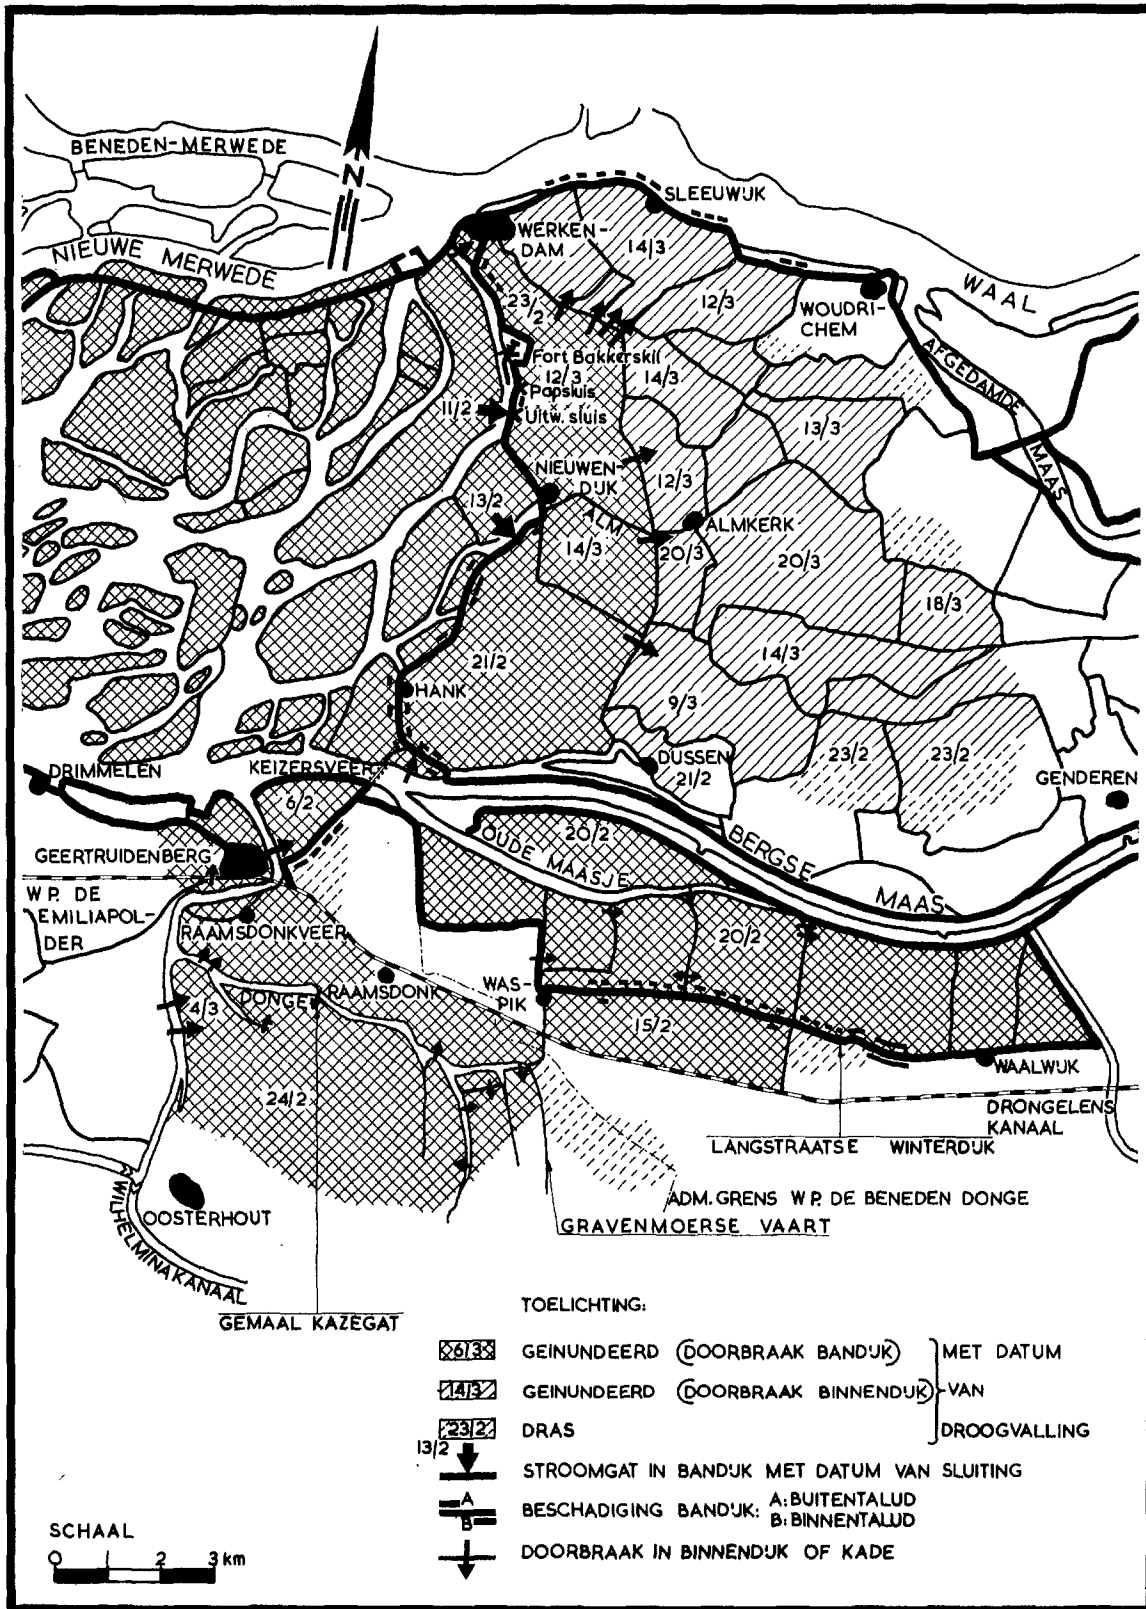 BENEDEN-MERWEDE
N
NIEUWE MERWEDE
SLEEUWIJK
WERKEN-
DAM
14/3
WAAL
23/2
12/3
WOUDRI-
CHEM
AFGEDAMDE
MAAS
Fort Bakkerskil
12/3
14/3
Papsluis
11/2
Uitw. sluis
13/3
NIEUWEN-
DIJK
12/3
13/2
ALM
ALMKERK
14/3
20/3
20/3
18/3
21/2
14/3
HANK
9/3
DUSSEN
21/2
23/2
23/2
DRIMMELEN
KEIZERSVEER
GENDEREN
6/2
20/2
OUDE MAASJE
BERGSE
MAAS
GEERTRUIDENBERG
W.P. DE
EMILIAPOL-
DER
RAAMSDONKVEER
20/2
RAAMSDONK
WAS-
PIK
4/3
DONGE
15/2
WAALWIJK
24/2
DRONGELENS
KANAAL
LANGSTRAATSE WINTERDIJK
ADM. GRENS W.P. DE BENEDEN DONGE
OOSTERHOUT
GRAVENMOERSE VAART
WILHELMINAKANAAL
GEMAAL KAZEGAT
TOELICHTING:
6/3 GEINUNDEERD (DOORBRAAK BANDIJK) MET DATUM
14/3 GEINUNDEERD (DOORBRAAK BINNENDIJK) VAN
23/2 DRAS DROOGVALLING
13/2 STROOMGAT IN BANDIJK MET DATUM VAN SLUITING
A B BESCHADIGING BANDIJK: A: BUITENTALUD
B: BINNENTALUD
DOORBRAAK IN BINNENDIJK OF KADE
SCHAAL
0 2 3 km